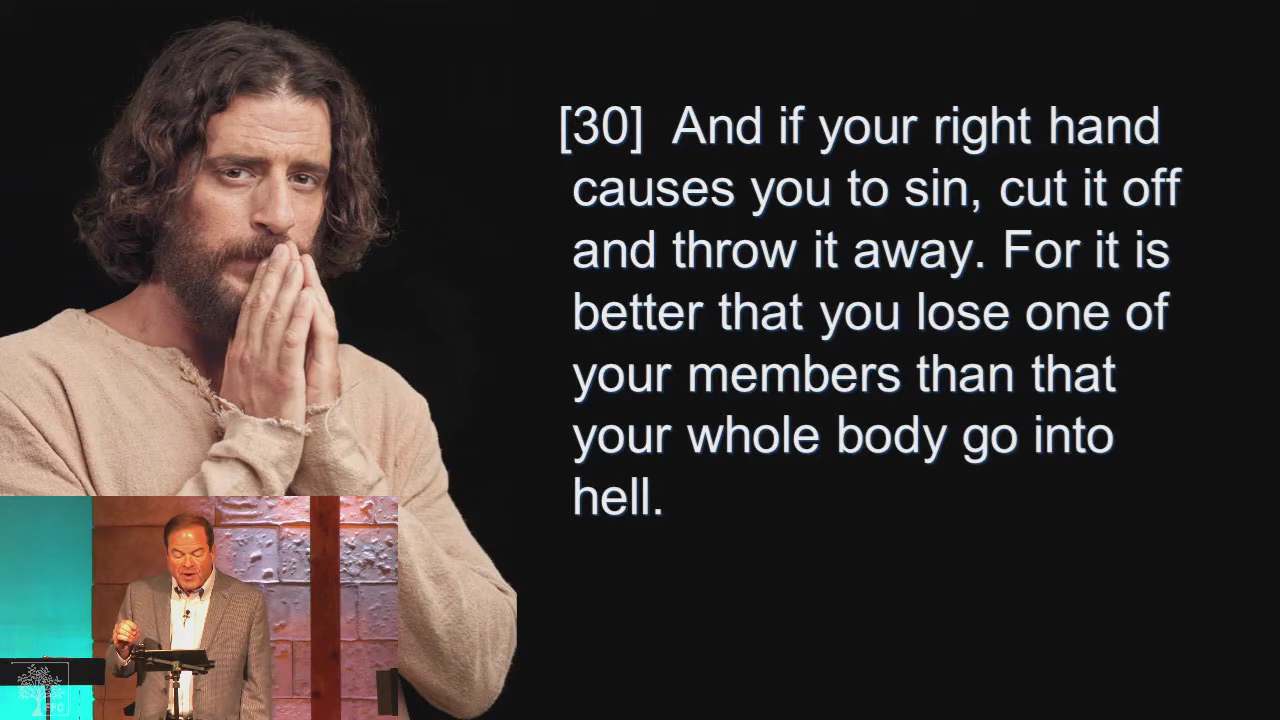 [30] And if your right hand
causes you to sin, cut it off
and throw it away. For it is
better that you lose one of
your members than that
your whole body go into
hell.
FPC